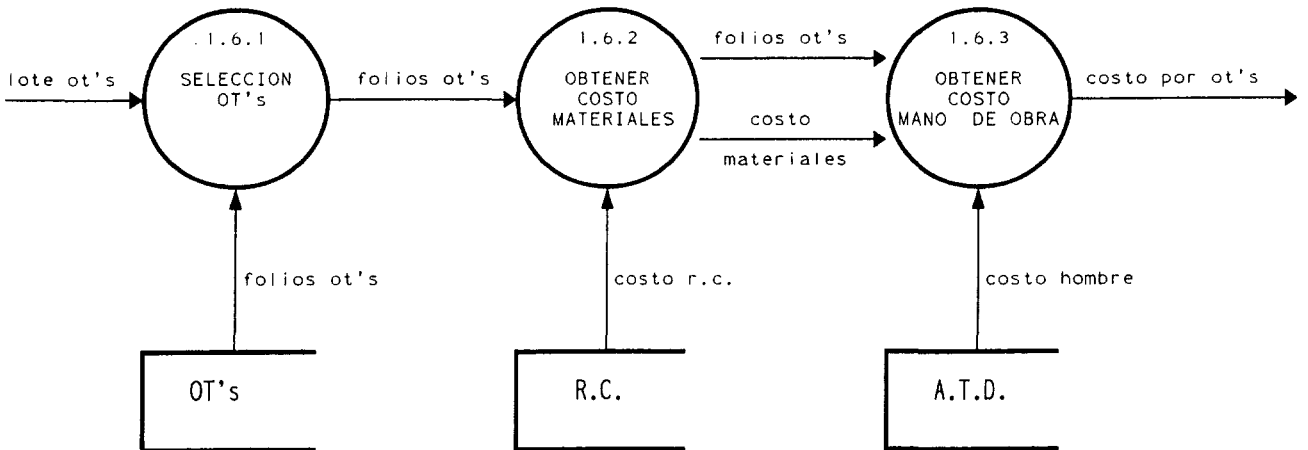 lote ot's
1.6.1
SELECCION
OT's
folios ot's
1.6.2
OBTENER
COSTO
MATERIALES
folios ot's
costo
materiales
1.6.3
OBTENER
COSTO
MANO DE OBRA
costo por ot's
folios ot's
costo r.c.
costo hombre
OT's
R.C.
A.T.D.